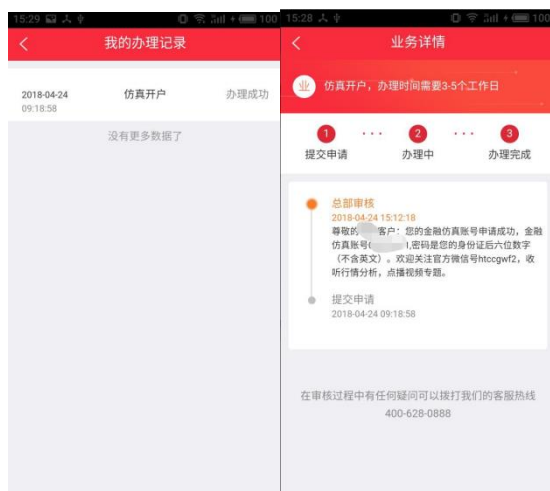 15:29
100
我的办理记录
2018-04-24
09:18:58
仿真开户
办理成功
没有更多数据了
15:28
100
业务详情
业
仿真开户，办理时间需要3-5个工作日
1 ··· 2 ··· 3
提交申请 办理中 办理完成
总部审核
2018-04-24 15:12:18
尊敬的 客户：您的金融仿真账号申请成功，金融
仿真账号 ,密码是您的身份证后六位数字
（不含英文）。欢迎关注官方微信号htccgwf2，收
听行情分析，点播视频专题。
提交申请
2018-04-24 09:18:58
在审核过程中有任何疑问可以拨打我们的客服热线
400-628-0888